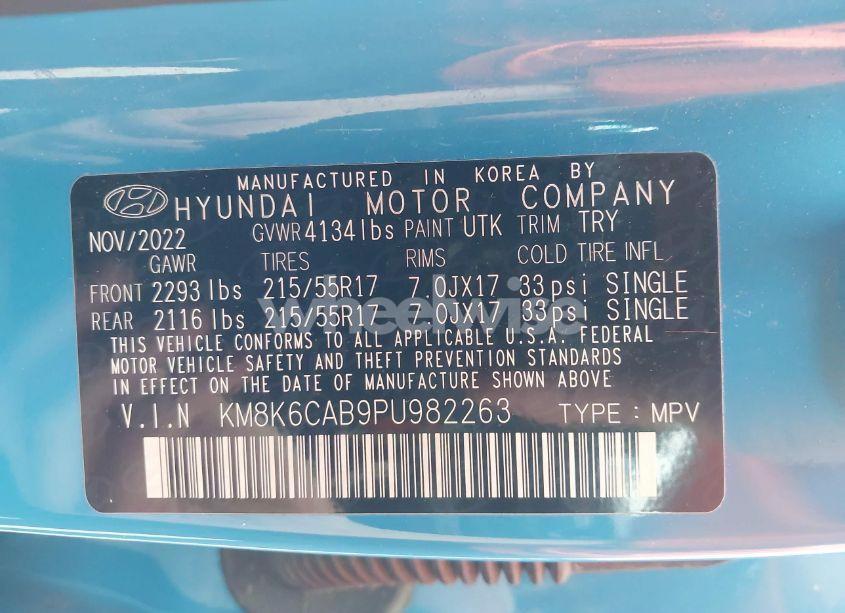 MANUFACTURED IN KOREA BY
HYUNDAI MOTOR COMPANY
NOV/2022 GVWR 4134 lbs PAINT UTK TRIM TRY
GAWR TIRES RIMS COLD TIRE INFL
FRONT 2293 lbs 215/55R17 7.0JX17 33psi SINGLE
REAR 2116 lbs 215/55R17 7.0JX17 33psi SINGLE
wheelwise
THIS VEHICLE CONFORMS TO ALL APPLICABLE U.S.A. FEDERAL
MOTOR VEHICLE SAFETY AND THEFT PREVENTION STANDARDS
IN EFFECT ON THE DATE OF MANUFACTURE SHOWN ABOVE
V.I.N KM8K6CAB9PU982263 TYPE : MPV